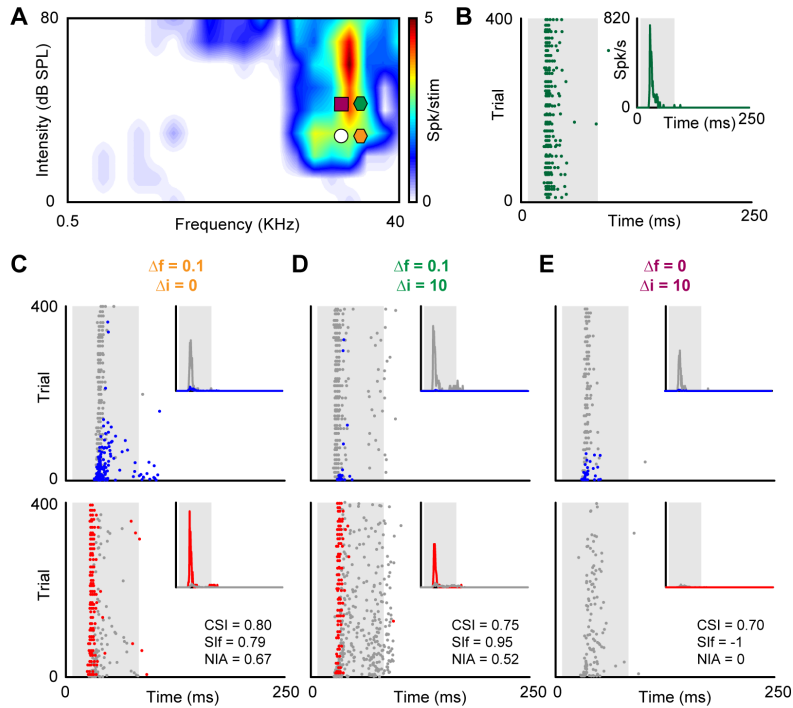 A
80
Intensity (dB SPL)
0
0.5
Frequency (KHz)
40
5
Spk/stim
0
B
400
Trial
0
0
Time (ms)
250
820
Spk/s
0
0
Time (ms)
250
C
Δf = 0.1
Δi = 0
400
Trial
0
400
Trial
0
CSI = 0.80
SIf = 0.79
NIA = 0.67
0
Time (ms)
250
D
Δf = 0.1
Δi = 10
CSI = 0.75
SIf = 0.95
NIA = 0.52
0
Time (ms)
250
E
Δf = 0
Δi = 10
CSI = 0.70
SIf = -1
NIA = 0
0
Time (ms)
250